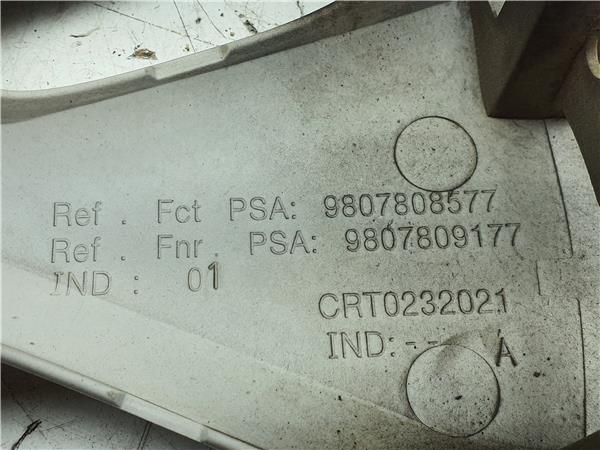 Ref . Fct PSA: 9807808577
Ref . Fnr. PSA: 9807809177
IND : 01
CRT0232021
IND:-- A